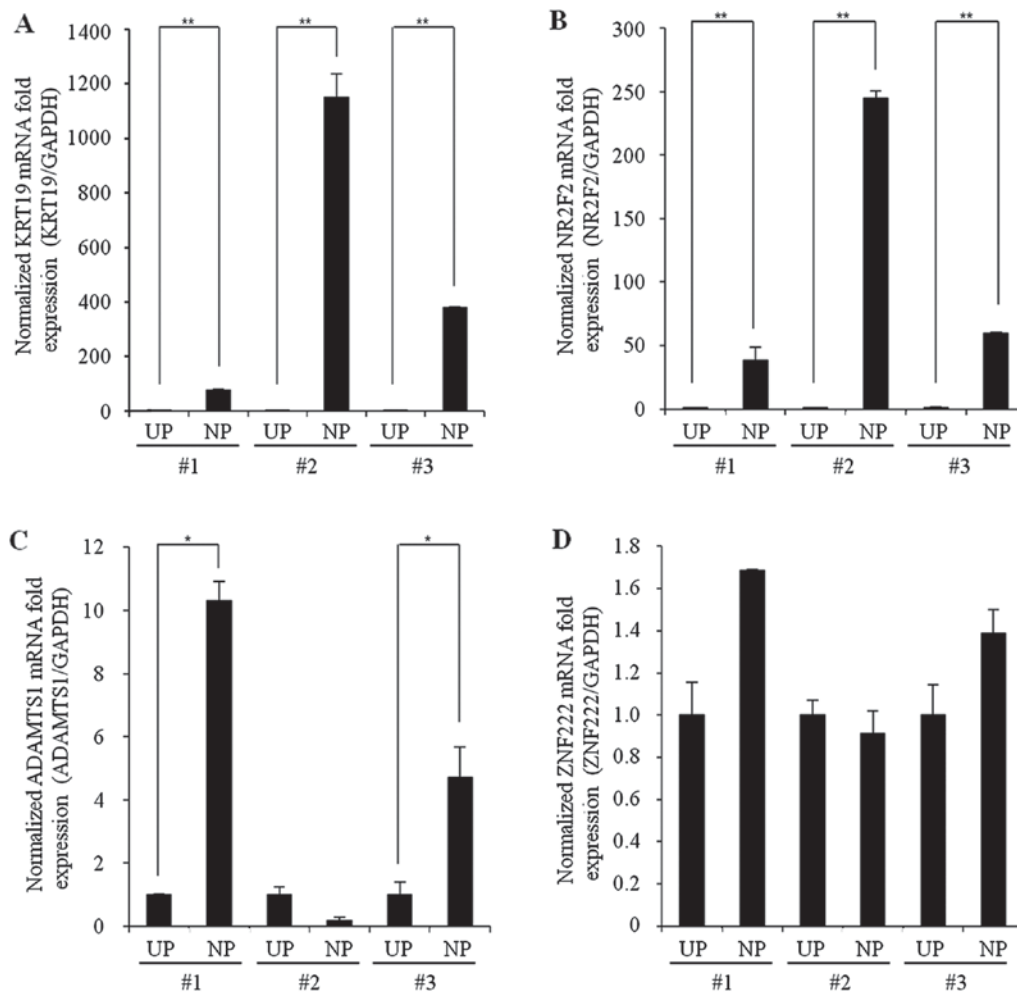 A
Normalized KRT19 mRNA fold
expression (KRT19/GAPDH)
1400
1200
1000
800
600
400
200
0
** ** **
UP NP UP NP UP NP
#1 #2 #3
B
Normalized NR2F2 mRNA fold
expression (NR2F2/GAPDH)
300
250
200
150
100
50
0
** ** **
UP NP UP NP UP NP
#1 #2 #3
C
Normalized ADAMTS1 mRNA fold
expression (ADAMTS1/GAPDH)
12
10
8
6
4
2
0
* *
UP NP UP NP UP NP
#1 #2 #3
D
Normalized ZNF222 mRNA fold
expression (ZNF222/GAPDH)
1.8
1.6
1.4
1.2
1.0
0.8
0.6
0.4
0.2
0
UP NP UP NP UP NP
#1 #2 #3